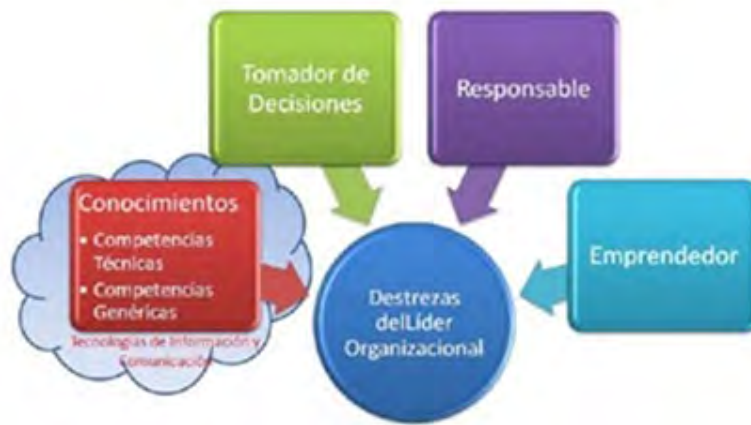 Tomador de
Decisiones
Responsable
Conocimientos
• Competencias
Técnicas
• Competencias
Genéricas
Tecnologías de Información y
Comunicación
Emprendedor
Destrezas
delLíder
Organizacional